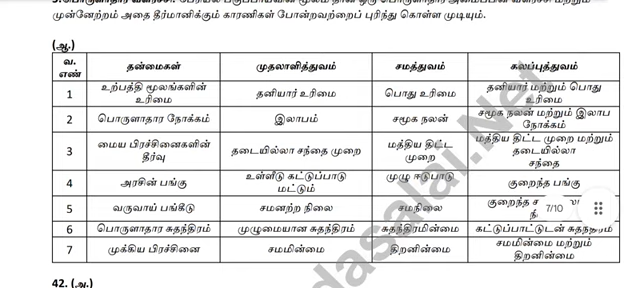 முன்னேற்றம் அதை தீர்மானிக்கும் காரணிகள் போன்றவற்றைப் புரிந்து கொள்ள முடியும்.
(ஆ.)
வ. எண் தன்மைகள் முதலாளித்துவம் சமத்துவம் கலப்புத்துவம்
1 உற்பத்தி மூலங்களின் உரிமை தனியார் உரிமை பொது உரிமை தனியார் மற்றும் பொது உரிமை
2 பொருளாதார நோக்கம் இலாபம் சமூக நலன் சமூக நலன் மற்றும் இலாப நோக்கம்
3 மைய பிரச்சினைகளின் தீர்வு தடையில்லா சந்தை முறை மத்திய திட்ட முறை மத்திய திட்ட முறை மற்றும் தடையில்லா சந்தை
4 அரசின் பங்கு உள்ளீடு கட்டுப்பாடு மட்டும் முழு ஈடுபாடு குறைந்த பங்கு
5 வருவாய் பங்கீடு சமனற்ற நிலை சமநிலை குறைந்த
7/10
6 பொருளாதார சுதந்திரம் முழுமையான சுதந்திரம் சுதந்திரமின்மை கட்டுப்பாட்டுடன் சுதந்திரம்
7 முக்கிய பிரச்சினை சமமின்மை திறனின்மை சமமின்மை மற்றும் திறனின்மை
42. (அ.)
dasalai.Net